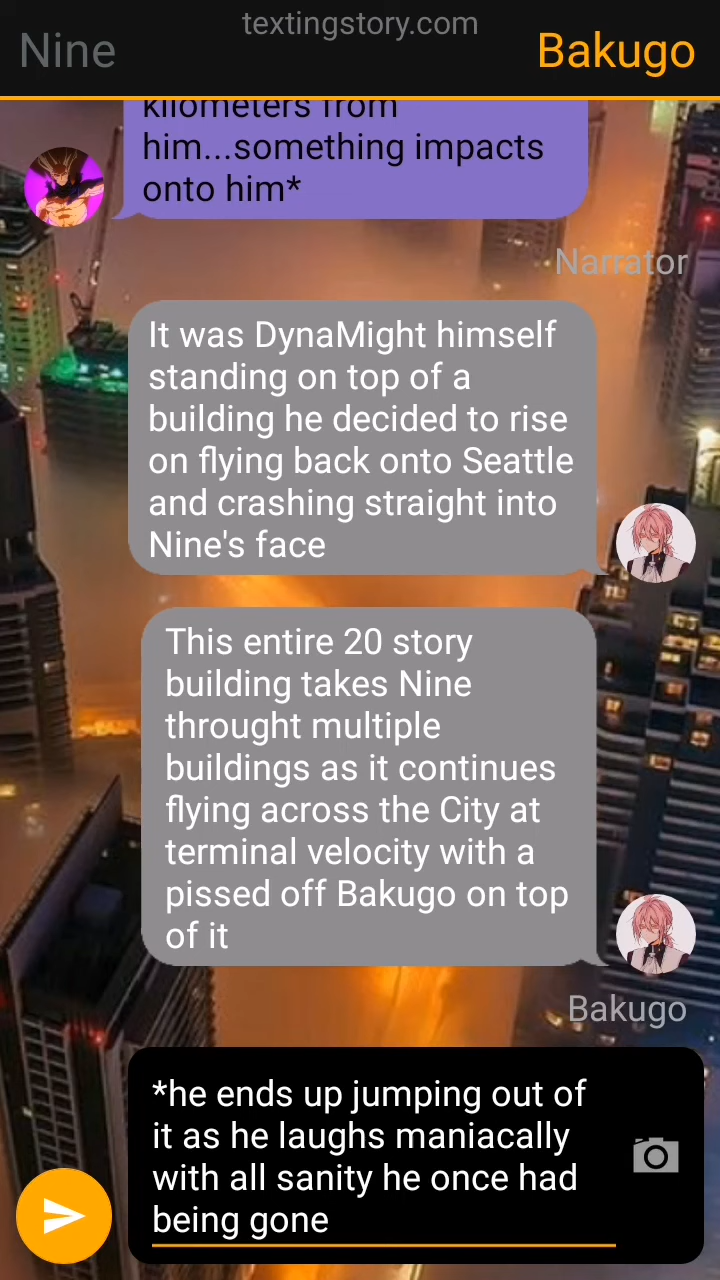 textingstory.com
Nine
Bakugo
kilometers from
him...something impacts
onto him*
Narrator
It was DynaMight himself
standing on top of a
building he decided to rise
on flying back onto Seattle
and crashing straight into
Nine's face
This entire 20 story
building takes Nine
throught multiple
buildings as it continues
flying across the City at
terminal velocity with a
pissed off Bakugo on top
of it
Bakugo
*he ends up jumping out of
it as he laughs maniacally
with all sanity he once had
being gone